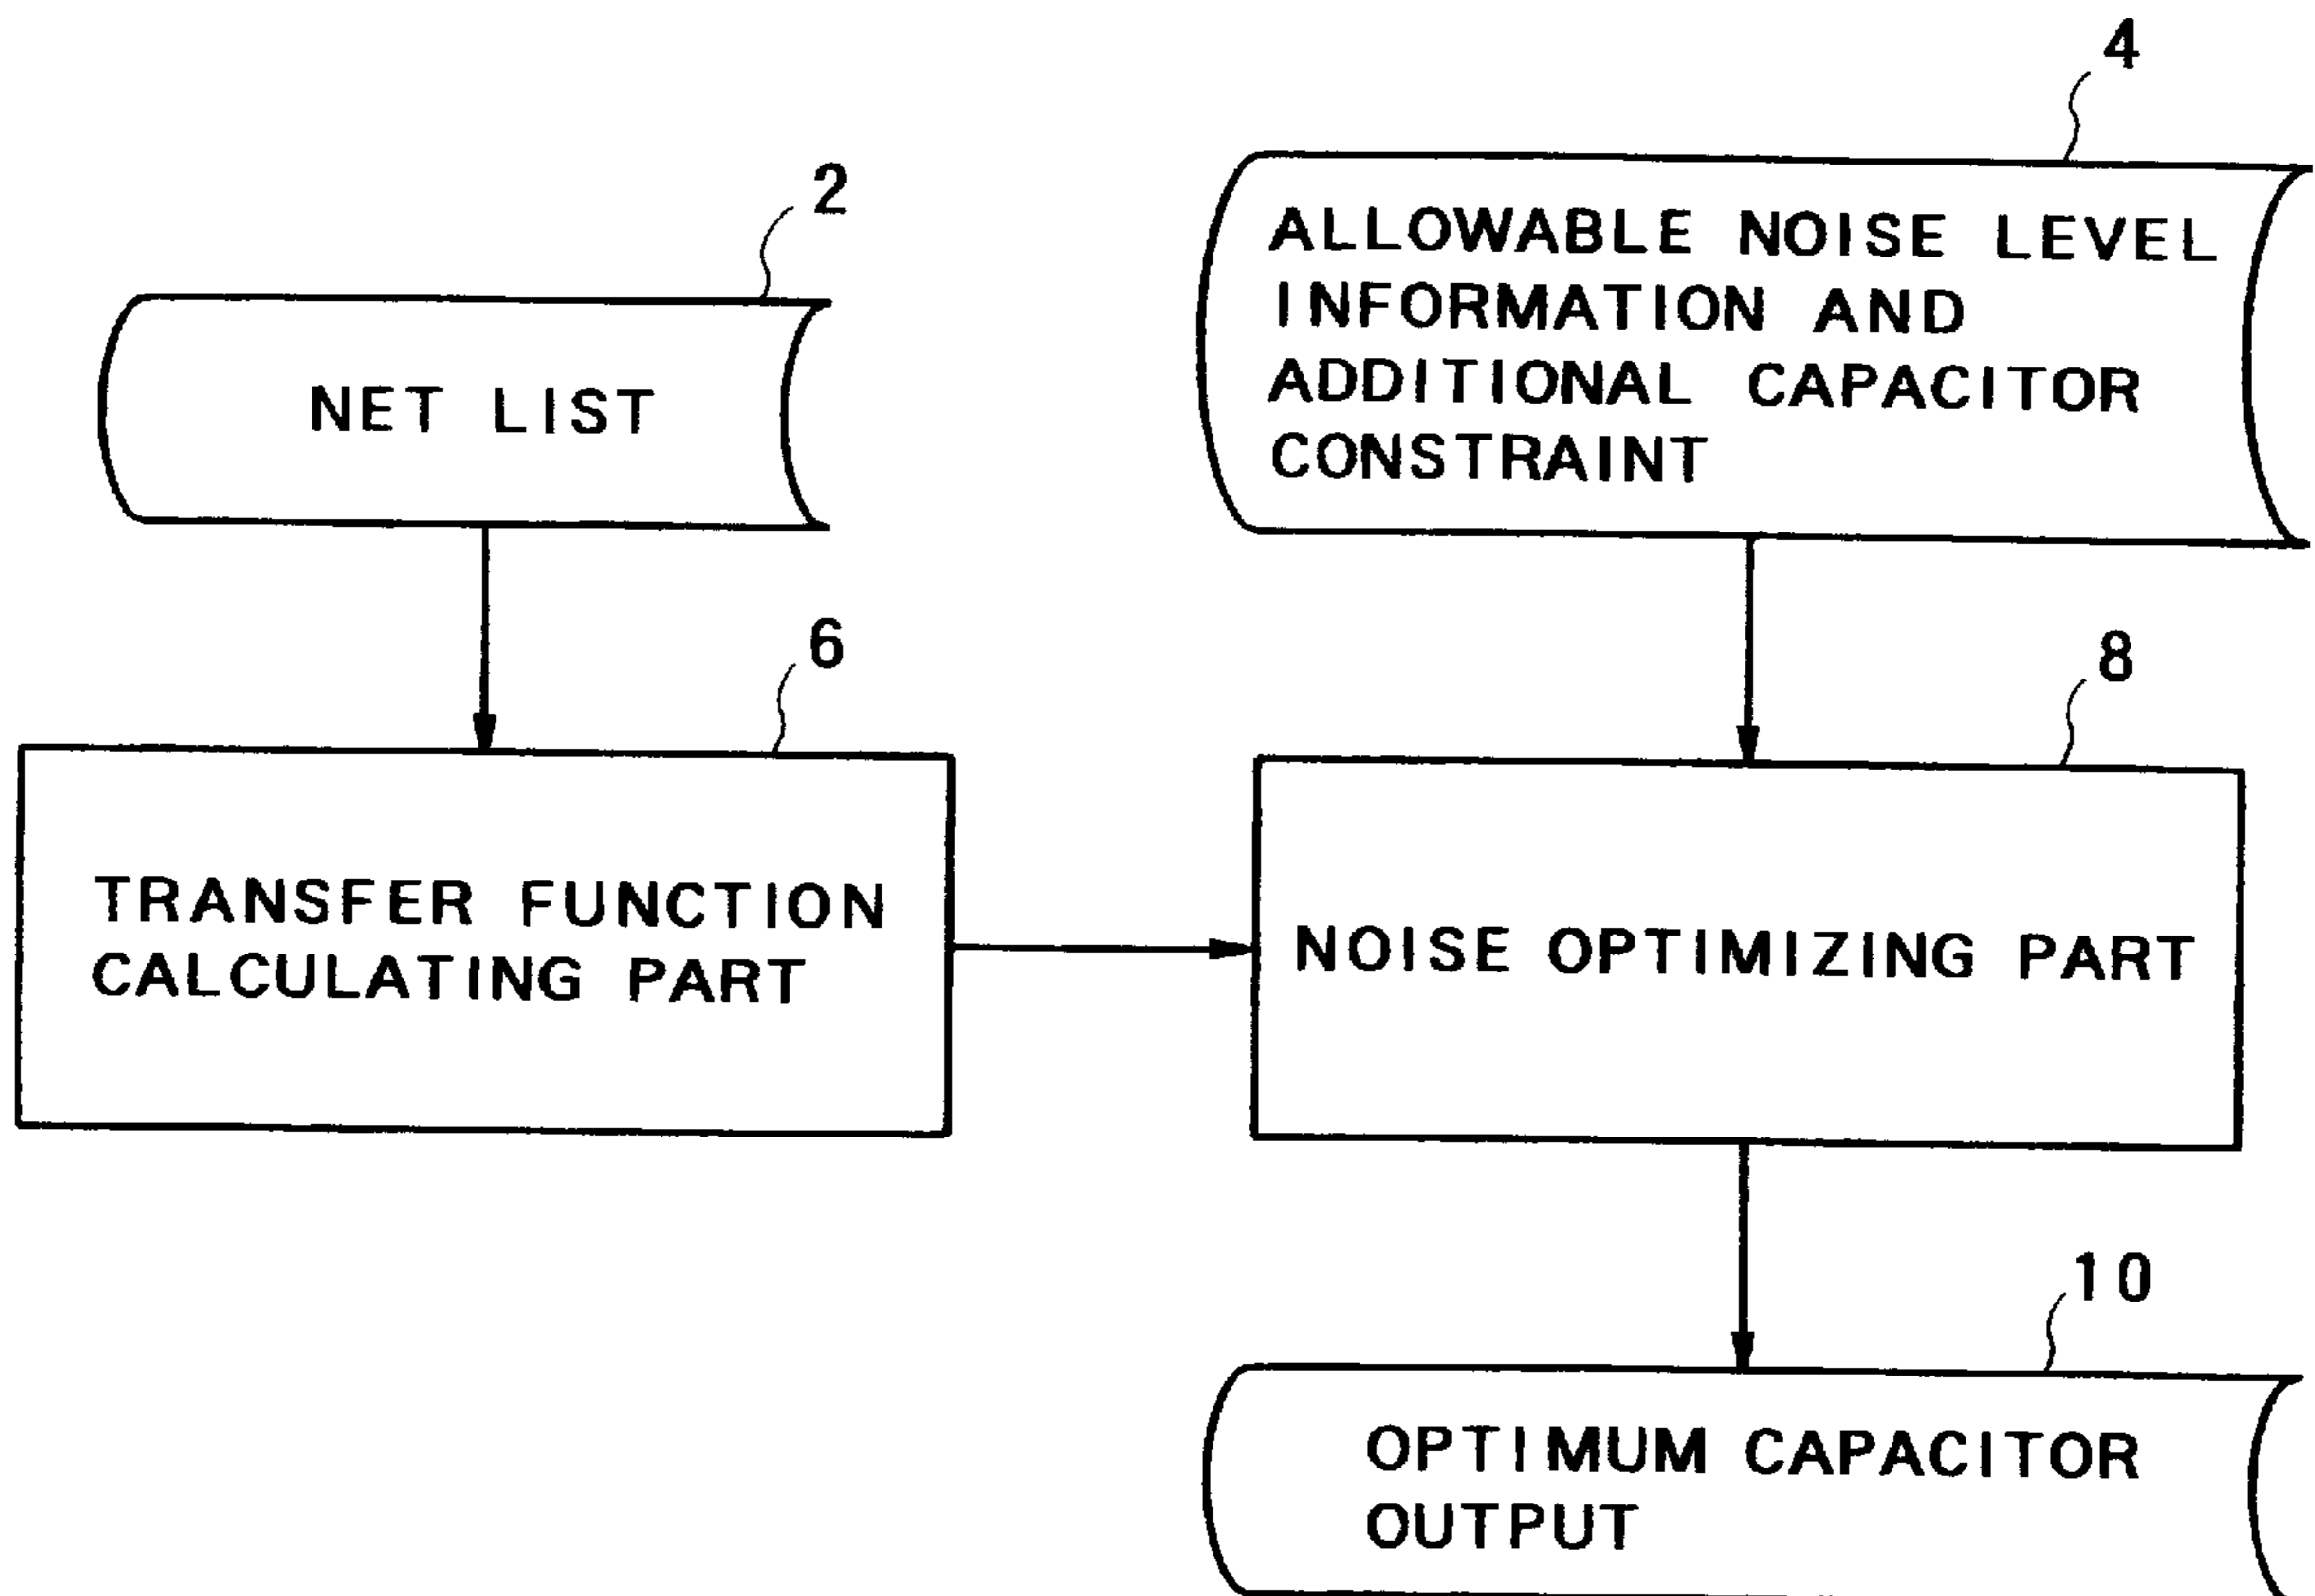 4
2
ALLOWABLE NOISE LEVEL
INFORMATION AND
ADDITIONAL CAPACITOR
CONSTRAINT
NET LIST
6
8
TRANSFER FUNCTION
CALCULATING PART
NOISE OPTIMIZING PART
10
OPTIMUM CAPACITOR
OUTPUT